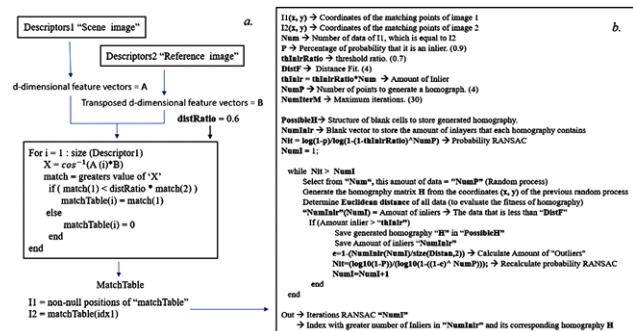 a.
Descriptors1 "Scene image"
Descriptors2 "Reference image"
d-dimensional feature vectors = A
Transposed d-dimensional feature vectors = B
distRatio = 0.6
For i = 1 : size (Descriptor1)
X = cos⁻¹(A (i)*B)
match = greaters value of 'X'
if ( match(1) < distRatio * match(2) )
matchTable(i) = match(1)
else
matchTable(i) = 0
end
end
MatchTable
I1 = non-null positions of "matchTable"
I2 = matchTable(idx1)
b.
I1(x, y) → Coordinates of the matching points of image 1
I2(x, y) → Coordinates of the matching points of image 2
Num → Number of data of I1, which is equal to I2
P → Percentage of probability that it is an inlier. (0.9)
thInlrRatio → threshold ratio. (0.7)
DistF → Distance Fit. (4)
thInlr = thInlrRatio*Num → Amount of Inlier
NumP → Number of points to generate a homograph. (4)
NumIterM → Maximum iterations. (30)
PossibleH → Structure of blank cells to store generated homography.
NumInlr → Blank vector to store the amount of inlayers that each homography contains
Nit = log(1-p)/log(1-(1-thInlrRatio)^NumP) → Probability RANSAC
NumI = 1;
while Nit > NumI
Select from "Num", this amount of data = "NumP" (Random process)
Generate the homography matrix H from the coordinates (x, y) of the previous random process
Determine Euclidean distance of all data (to evaluate the fitness of homography)
"NumInlr"(NumI) = Amount of inliers → The data that is less than "DistF"
If (Amount inlier > "thInlr")
Save generated homography "H" in "PossibleH"
Save Amount of inliers "NumInlr"
e=1-(NumInlr(NumI)/size(Distan,2)) → Calculate Amount of "Outliers"
Nit=(log10(1-P))/(log10(1-((1-e)^ NumP))); → Recalculate probability RANSAC
NumI=NumI+1
end
end
Out → Iterations RANSAC "NumI"
→ Index with greater number of Inliers in "NumInlr" and its corresponding homography H